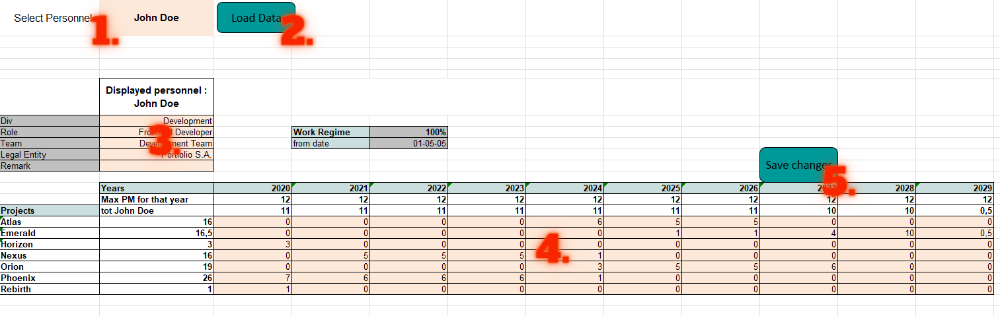 Select Personnel John Doe Load Data
1. 2.
Displayed personnel :
John Doe
Div Development
Role Developer Work Regime 100%
Team Team from date 01-05-05
Legal Entity S.A.
3.
Remark
Save changes
5.
Years 2020 2021 2022 2023 2024 2025 2026 2028 2029
Max PM for that year 12 12 12 12 12 12 12 12 12 12
Projects tot John Doe 11 11 11 11 11 11 11 10 10 0,5
Atlas 16 0 0 0 0 6 5 5 0 0 0
Emerald 16,5 0 0 0 0 0 1 1 4 10 0,5
Horizon 3 3 0 0 0 0 0 0 0 0 0
4.
Nexus 16 0 5 5 5 1 0 0 0 0 0
Orion 19 0 0 0 0 3 5 5 6 0 0
Phoenix 26 7 6 6 6 1 0 0 0 0 0
Rebirth 1 1 0 0 0 0 0 0 0 0 0